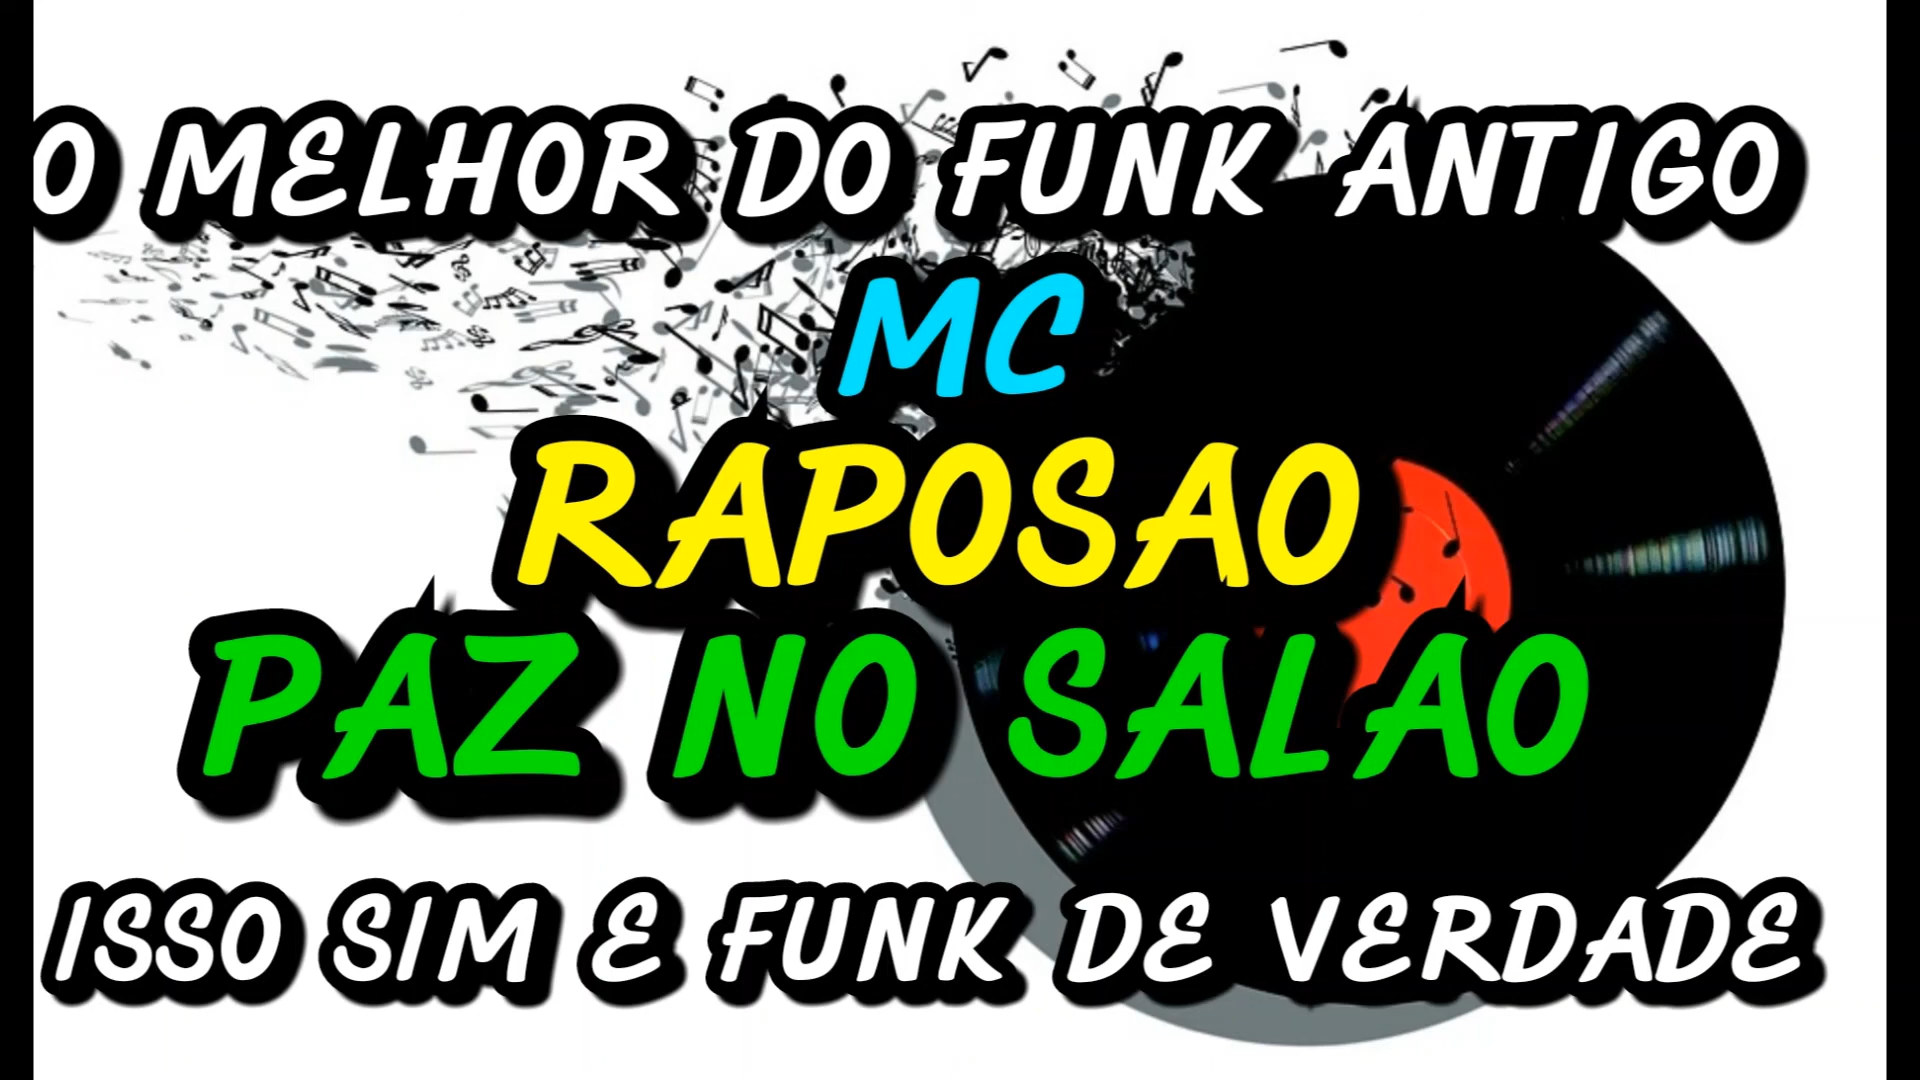 O MELHOR DO FUNK ANTIGO
MC
RAPOSAO
PAZ NO SALAO
ISSO SIM E FUNK DE VERDADE